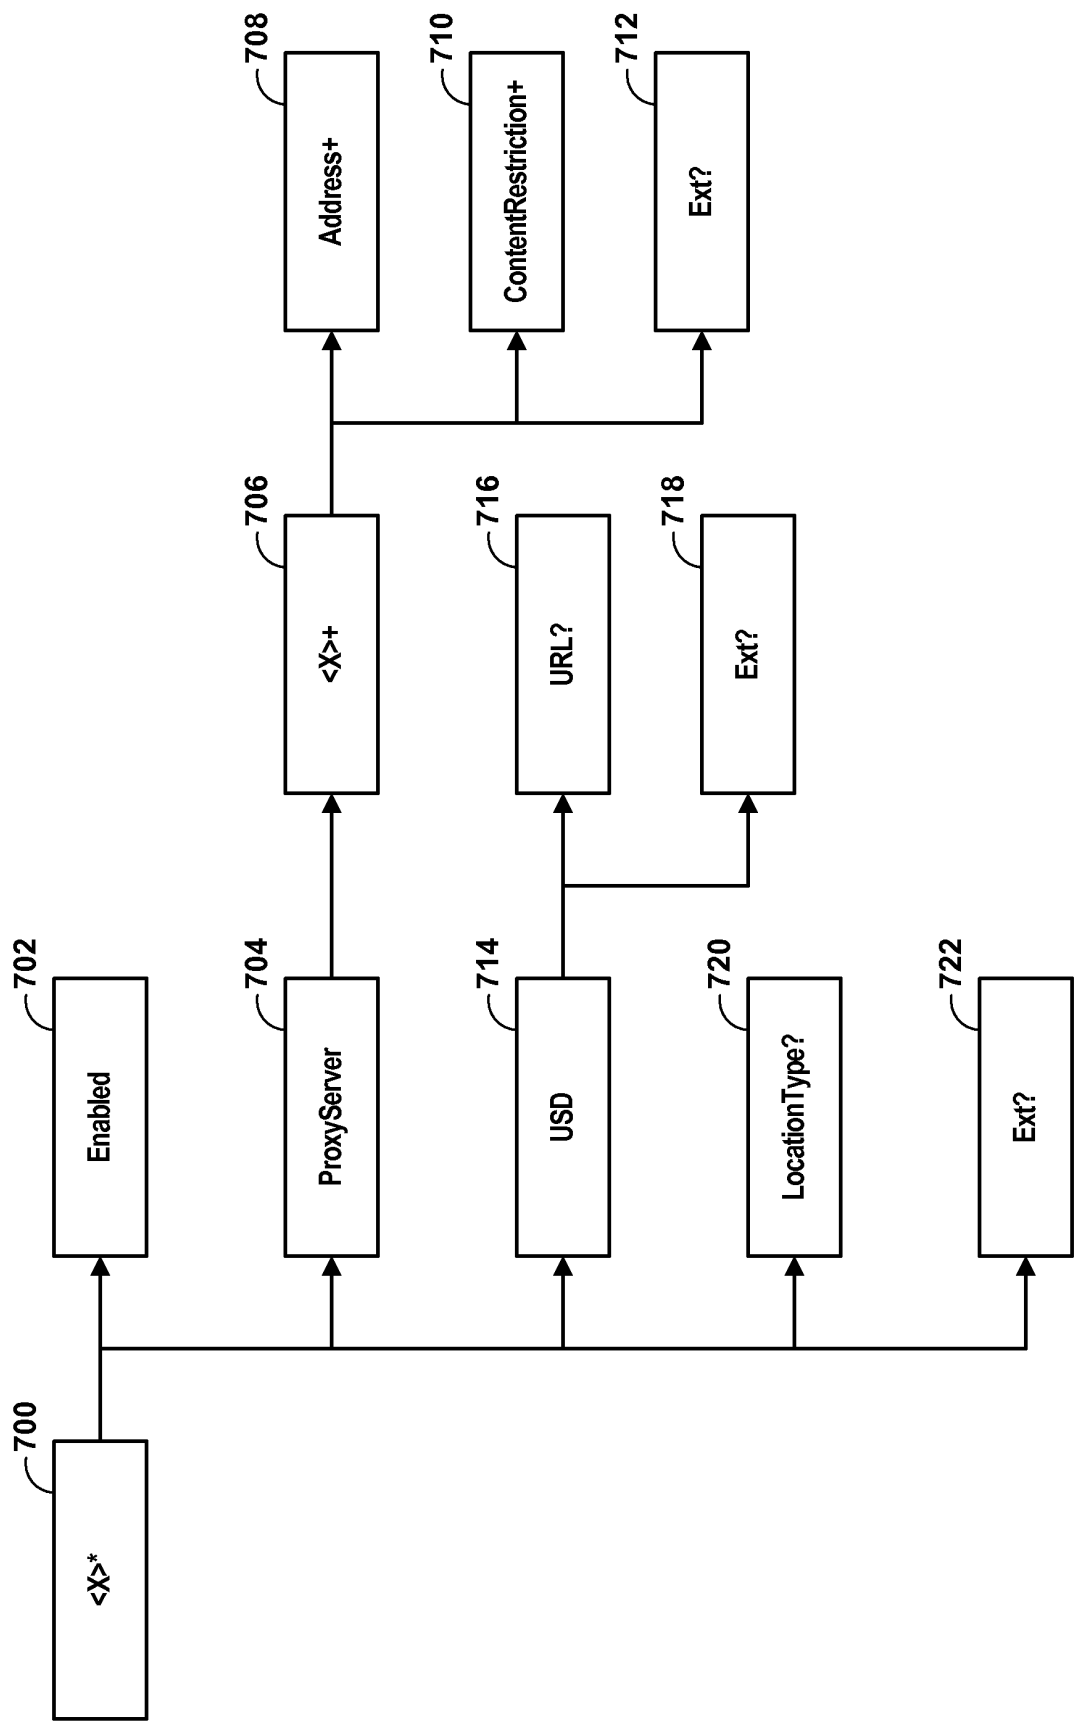 700
<X>*
702
Enabled
704
ProxyServer
706
<X>+
708
Address+
710
ContentRestriction+
712
Ext?
714
USD
716
URL?
718
Ext?
720
LocationType?
722
Ext?